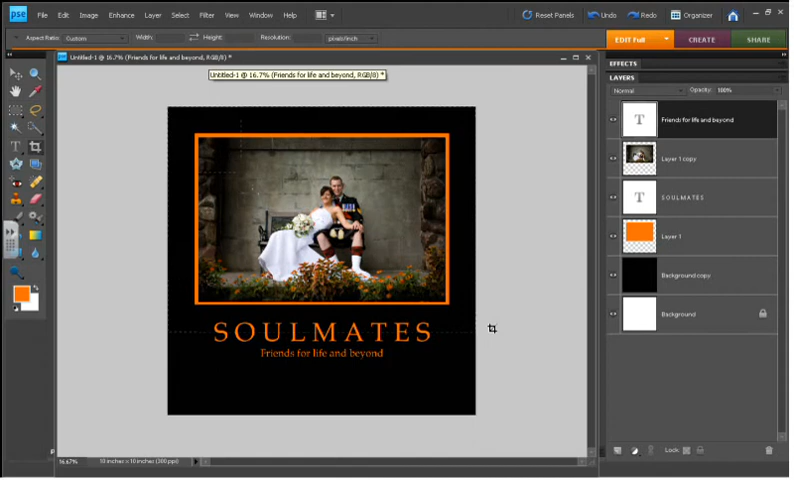 pse File Edit Image Enhance Layer Select Filter View Window Help Reset Panels Undo Redo Organizer
Aspect Ratio: Custom Width: Height: Resolution: pixels/inch
EDIT Full CREATE SHARE
Untitled-1 @ 16.7% (Friends for life and beyond, RGB/8) *
Untitled-1 @ 16.7% (Friends for life and beyond, RGB/8) *
EFFECTS
LAYERS
Normal Opacity: 100%
T Friends for life and beyond
Layer 1 copy
T SOULMATES
Layer 1
Background copy
Background
SOULMATES
Friends for life and beyond
16.67% 10 inches x 10 inches (300 ppi)
Lock: